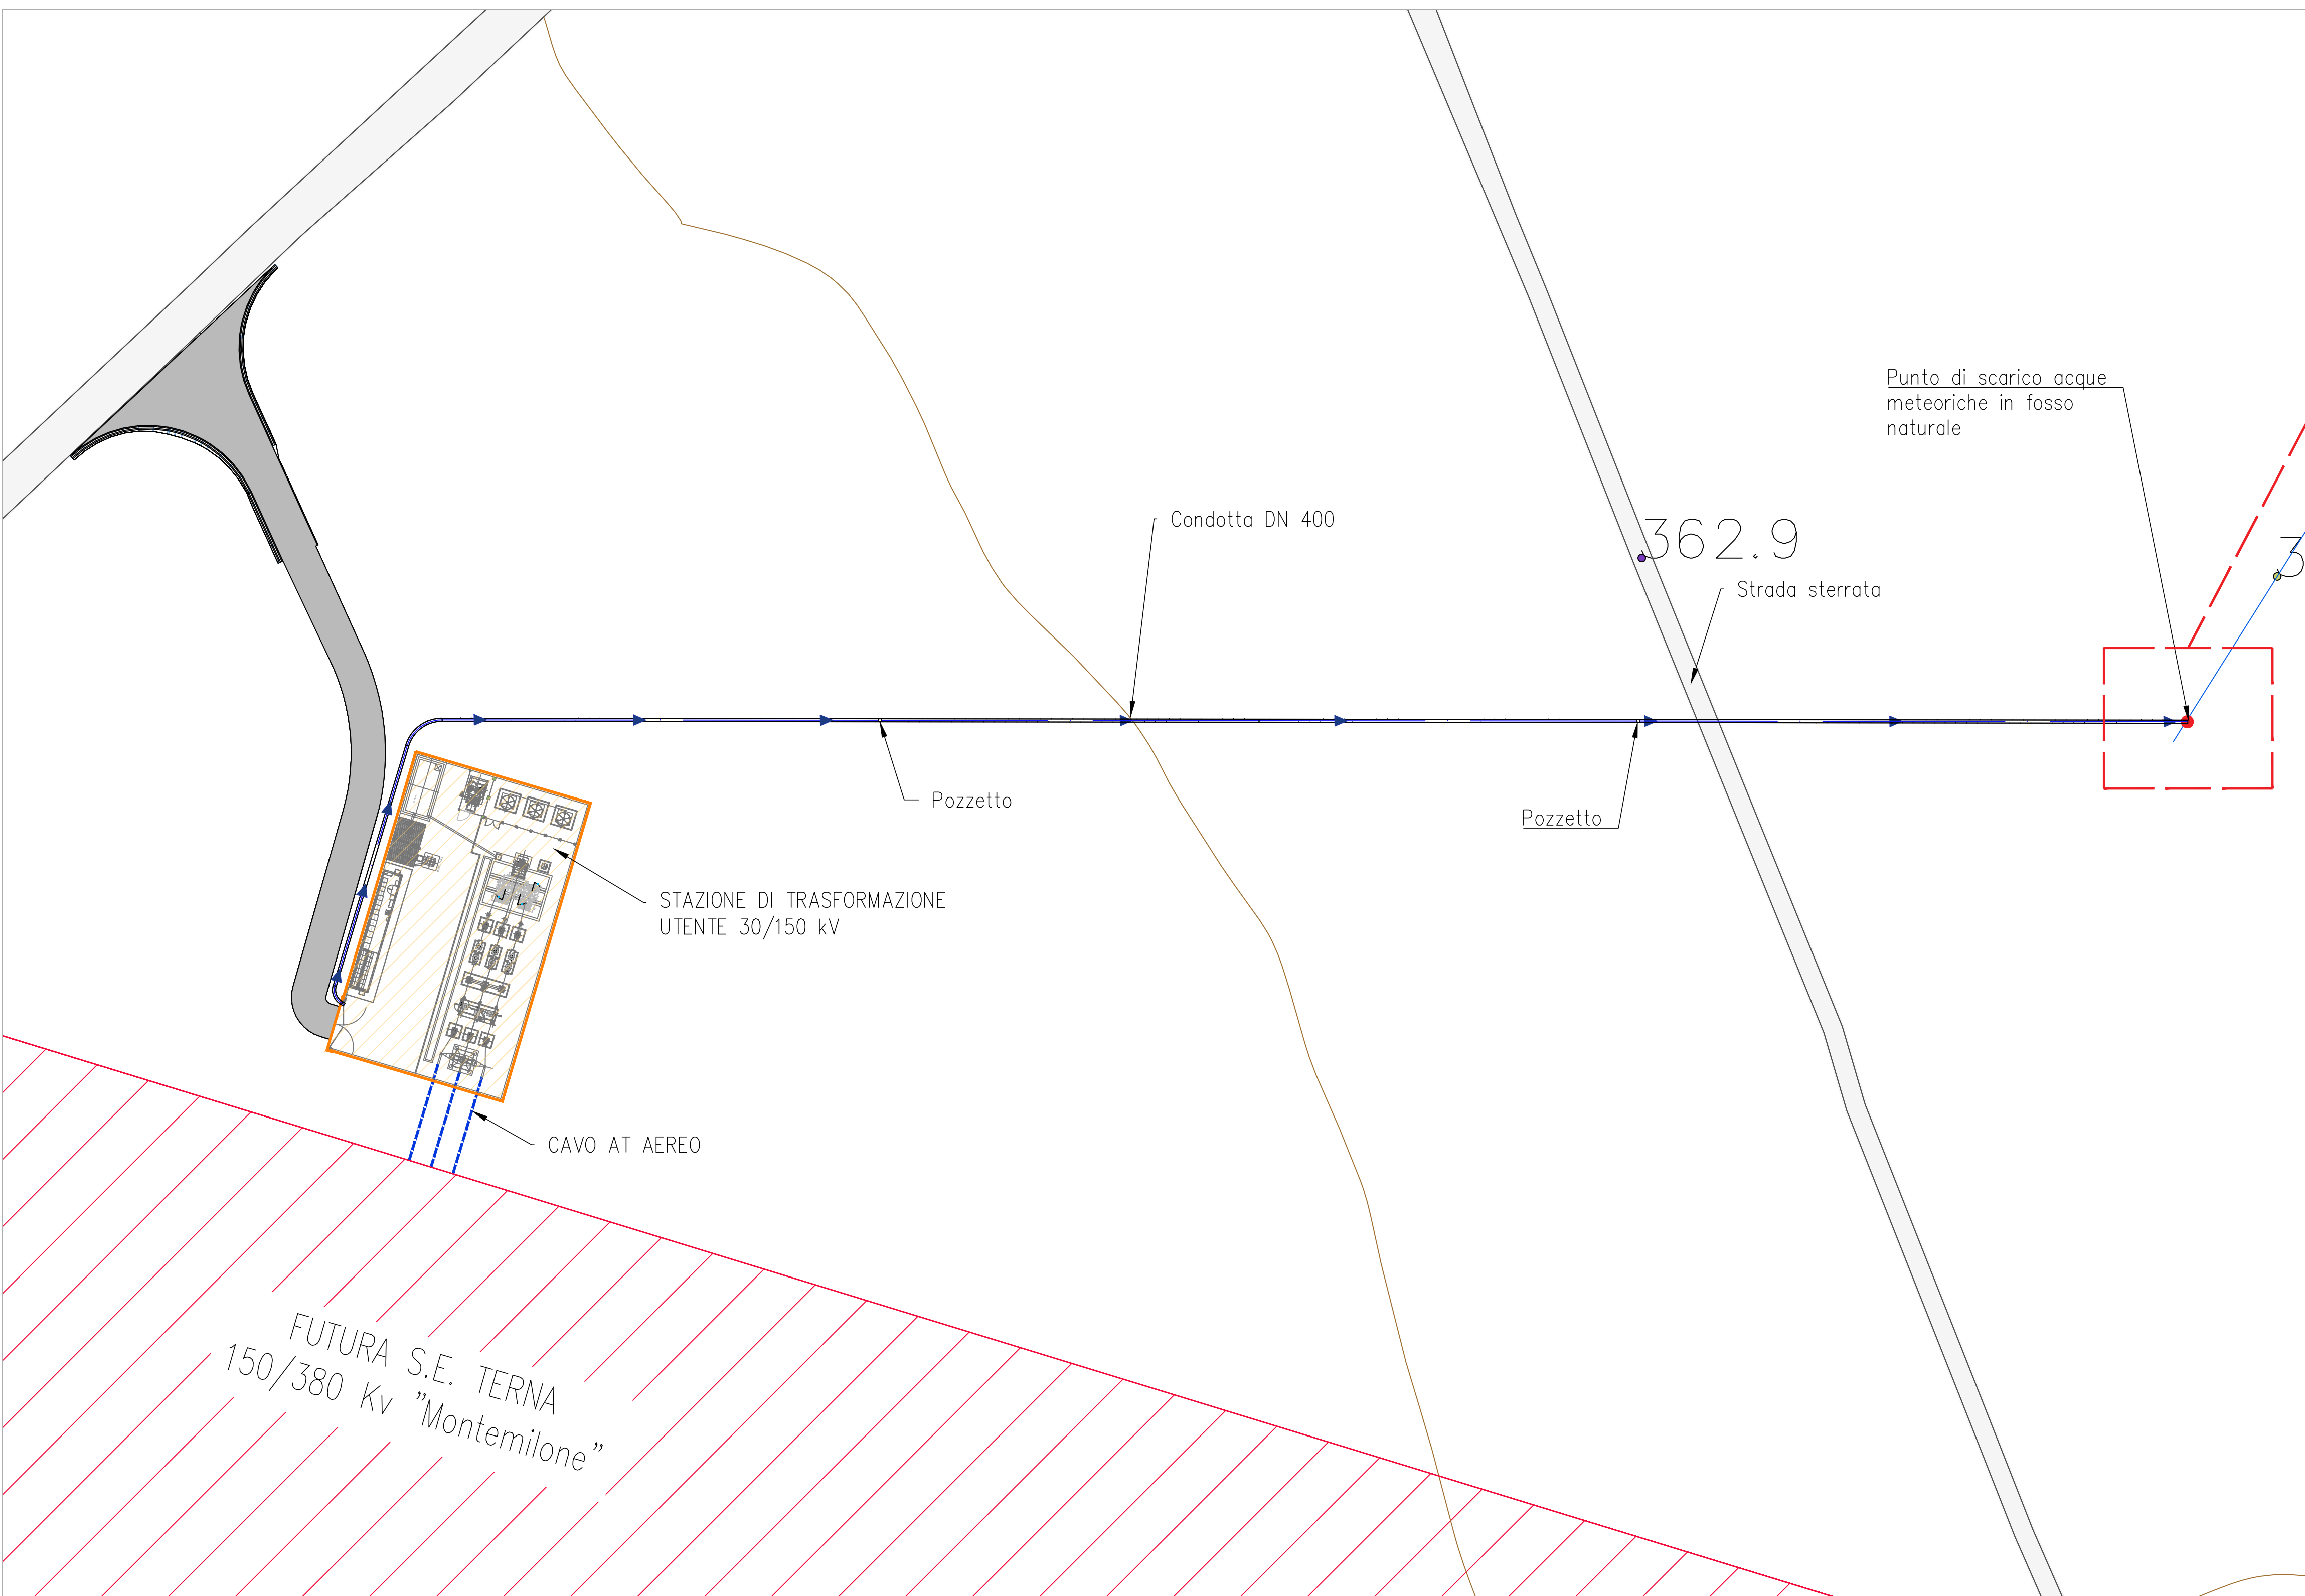 Punto di scarico acque
meteoriche in fosso
naturale
Condotta DN 400
362.9
3
Strada sterrata
Pozzetto
Pozzetto
STAZIONE DI TRASFORMAZIONE
UTENTE 30/150 kV
CAVO AT AEREO
FUTURA S.E. TERNA
150/380 Kv "Montemilone"